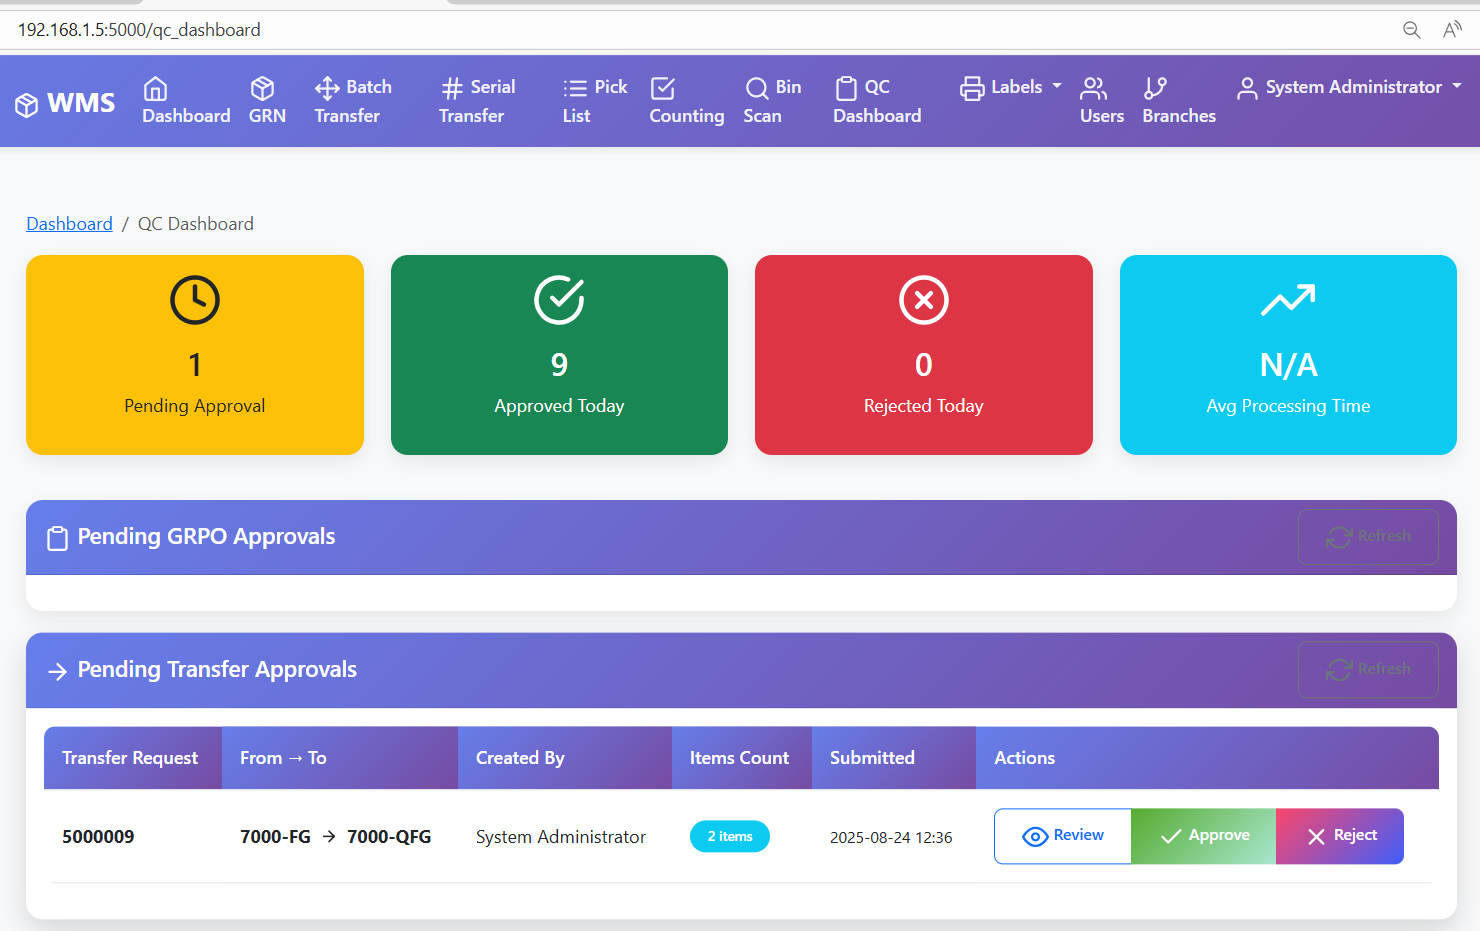 192.168.1.5:5000/qc_dashboard
WMS
Dashboard
GRN
Batch Transfer
Serial Transfer
Pick List
Counting
Bin Scan
QC Dashboard
Labels
Users
Branches
System Administrator
Dashboard / QC Dashboard
1
Pending Approval
9
Approved Today
0
Rejected Today
N/A
Avg Processing Time
Pending GRPO Approvals
Refresh
Pending Transfer Approvals
Refresh
Transfer Request From → To Created By Items Count Submitted Actions
5000009 7000-FG → 7000-QFG System Administrator 2 items 2025-08-24 12:36 Review Approve Reject